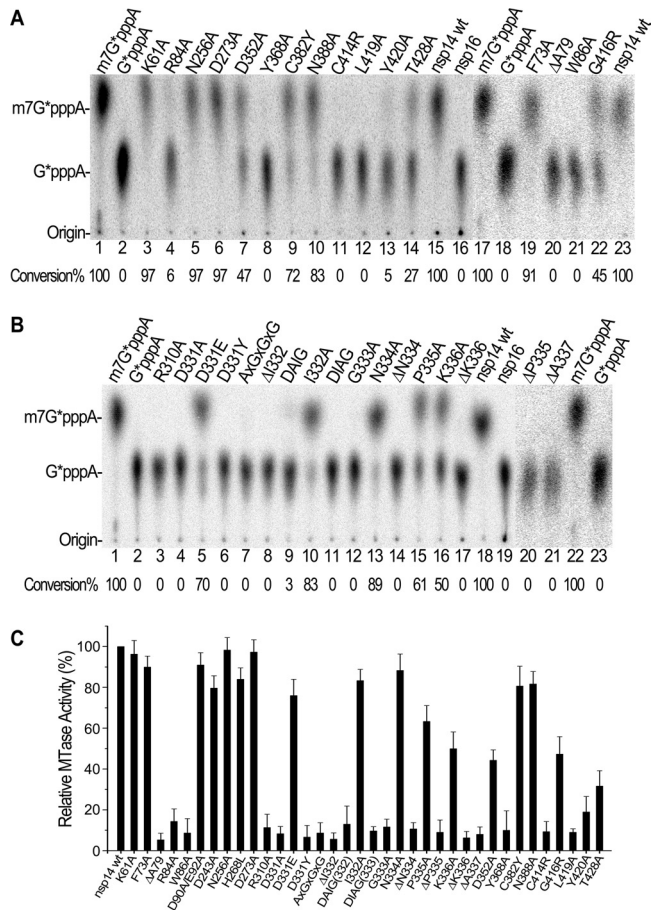 A
m7G*pppA G*pppA K61A R84A N256A D273A D352A Y368A C382Y N388A C414R L419A Y420A T428A nsp14 wt nsp16 m7G*pppA G*pppA F73A ΔA79 W86A G416R nsp14 wt
m7G*pppA-
G*pppA-
Origin-
1 2 3 4 5 6 7 8 9 10 11 12 13 14 15 16 17 18 19 20 21 22 23
Conversion% 100 0 97 6 97 97 47 0 72 83 0 0 5 27 100 0 100 0 91 0 0 45 100
B
m7G*pppA G*pppA R310A D331A D331E D331Y AxGxGxG ΔI332 DAIG I332A DIAG G333A N334A ΔN334 P335A K336A ΔK336 nsp14 wt nsp16 ΔP335 ΔA337 m7G*pppA G*pppA
m7G*pppA-
G*pppA-
Origin-
1 2 3 4 5 6 7 8 9 10 11 12 13 14 15 16 17 18 19 20 21 22 23
Conversion% 100 0 0 0 70 0 0 0 3 83 0 0 89 0 61 50 0 100 0 0 0 100 0
C
Relative MTase Activity (%)
100
80
60
40
20
10
0
nsp14 wt K61A F73A ΔA79 R84A W86A D90A/E92A D243A N256A H268L D273A R310A D331A D331E D331Y AxGxGxG ΔI332 DAIG(332) I332A DIAG(333) G333A N334A ΔN334 P335A ΔP335 K336A ΔK336 ΔA337 D352A Y368A C382Y N388A C414R G416R L419A Y420A T428A